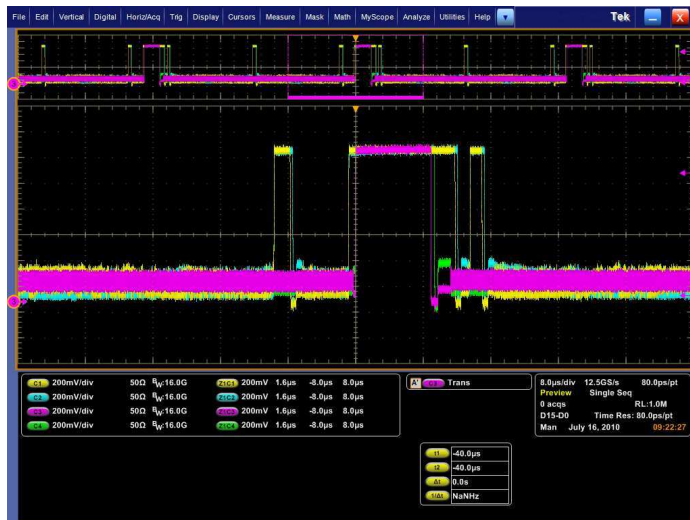 File Edit Vertical Digital Horiz/Acq Trig Display Cursors Measure Mask Math MyScope Analyze Utilities Help Tek X
C1 200mV/div 50Ω BW:16.0G Z1C1 200mV 1.6µs -8.0µs 8.0µs
C2 200mV/div 50Ω BW:16.0G Z1C2 200mV 1.6µs -8.0µs 8.0µs
C3 200mV/div 50Ω BW:16.0G Z1C3 200mV 1.6µs -8.0µs 8.0µs
C4 200mV/div 50Ω BW:16.0G Z1C4 200mV 1.6µs -8.0µs 8.0µs
A' C3 Trans
8.0µs/div 12.5GS/s 80.0ps/pt
Preview Single Seq
0 acqs RL:1.0M
D15-D0 Time Res: 80.0ps/pt
Man July 16, 2010 09:22:27
t1 -40.0µs
t2 -40.0µs
Δt 0.0s
1/Δt NaNHz